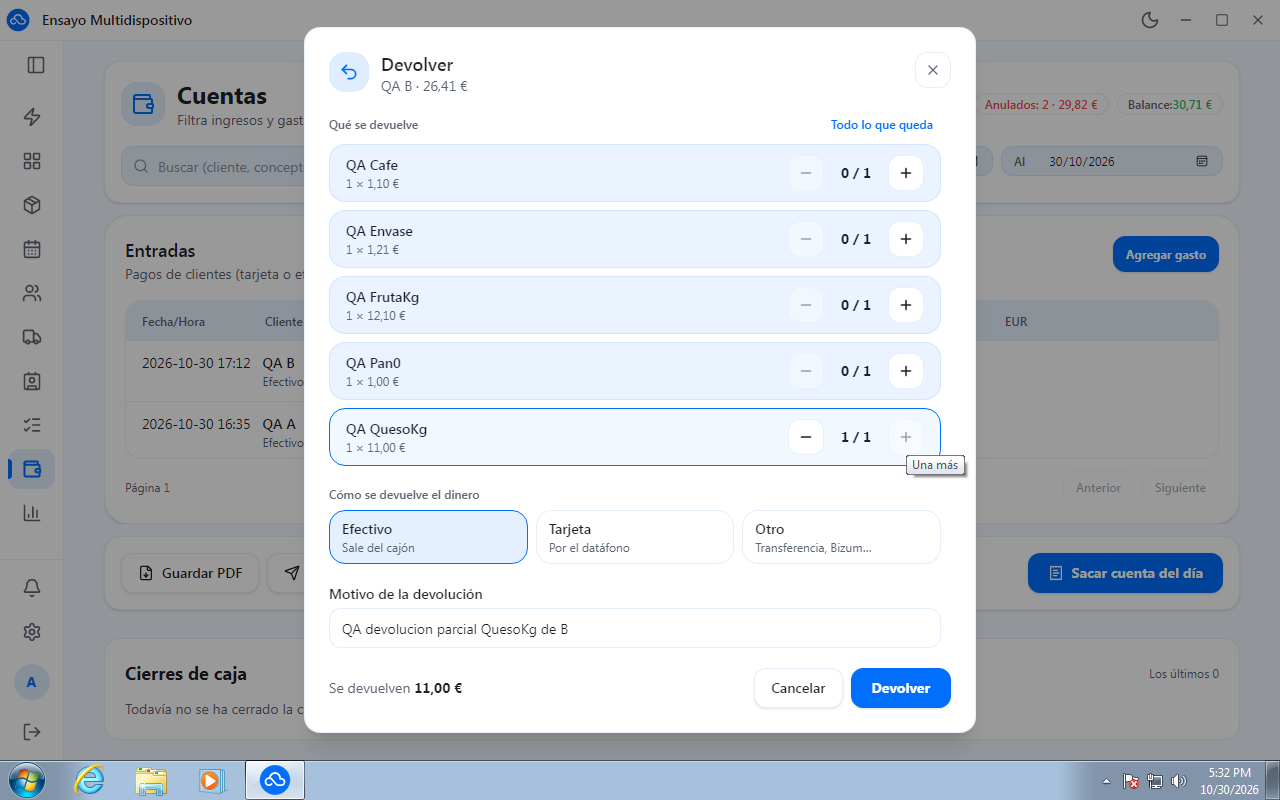 Ensayo Multidispositivo
Cuentas
Filtra ingresos y gast
Buscar (cliente, concept
Anulados: 2 · 29,82 €
Balance:30,71 €
Al 30/10/2026
Entradas
Pagos de clientes (tarjeta o e
Agregar gasto
Fecha/Hora Cliente EUR
2026-10-30 17:12 QA B
Efectivo
2026-10-30 16:35 QA A
Efectivo
Página 1
Anterior Siguiente
Guardar PDF
Sacar cuenta del día
Cierres de caja
Los últimos 0
Todavía no se ha cerrado la c
A
Devolver
QA B · 26,41 €
Qué se devuelve
Todo lo que queda
QA Cafe
1 × 1,10 €
0 / 1
QA Envase
1 × 1,21 €
0 / 1
QA FrutaKg
1 × 12,10 €
0 / 1
QA Pan0
1 × 1,00 €
0 / 1
QA QuesoKg
1 × 11,00 €
1 / 1
Una más
Cómo se devuelve el dinero
Efectivo
Sale del cajón
Tarjeta
Por el datáfono
Otro
Transferencia, Bizum...
Motivo de la devolución
QA devolucion parcial QuesoKg de B
Se devuelven 11,00 €
Cancelar
Devolver
5:32 PM
10/30/2026